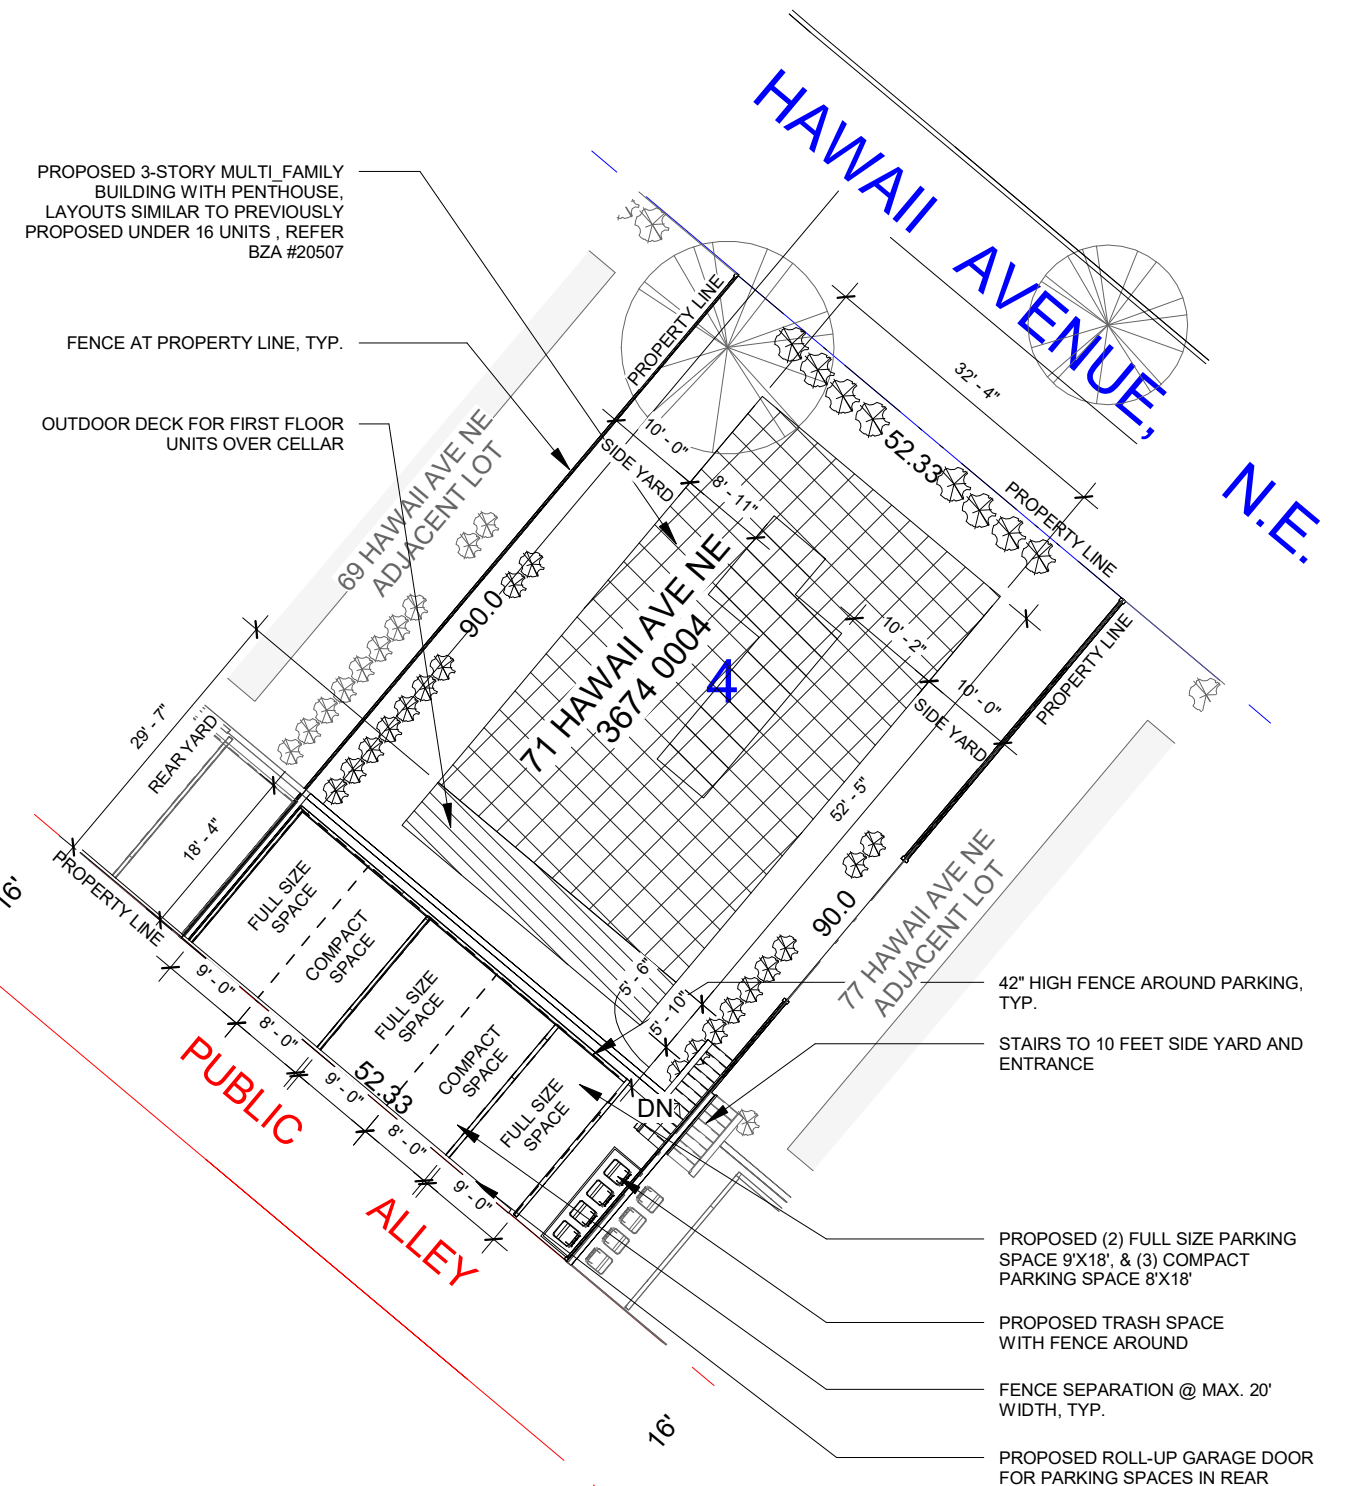 HAWAII AVENUE, N.E.
PROPOSED 3-STORY MULTI_FAMILY
BUILDING WITH PENTHOUSE,
LAYOUTS SIMILAR TO PREVIOUSLY
PROPOSED UNDER 16 UNITS , REFER
BZA #20507
FENCE AT PROPERTY LINE, TYP.
OUTDOOR DECK FOR FIRST FLOOR
UNITS OVER CELLAR
PROPERTY LINE
32' - 4"
52.33
PROPERTY LINE
10' - 0"
SIDE YARD
8' - 11"
69 HAWAII AVE NE
ADJACENT LOT
90.0
71 HAWAII AVE NE
3674 0004
4
10' - 2"
10' - 0"
SIDE YARD
PROPERTY LINE
52' - 5"
90.0
77 HAWAII AVE NE
ADJACENT LOT
29' - 7"
REAR YARD
18' - 4"
PROPERTY LINE
16'
FULL SIZE
SPACE
COMPACT
SPACE
FULL SIZE
SPACE
COMPACT
SPACE
FULL SIZE
SPACE
5' - 6"
5' - 10"
DN
9' - 0"
8' - 0"
9' - 0"
52.33
8' - 0"
9' - 0"
PUBLIC
ALLEY
16'
42" HIGH FENCE AROUND PARKING,
TYP.
STAIRS TO 10 FEET SIDE YARD AND
ENTRANCE
PROPOSED (2) FULL SIZE PARKING
SPACE 9'X18', & (3) COMPACT
PARKING SPACE 8'X18'
PROPOSED TRASH SPACE
WITH FENCE AROUND
FENCE SEPARATION @ MAX. 20'
WIDTH, TYP.
PROPOSED ROLL-UP GARAGE DOOR
FOR PARKING SPACES IN REAR